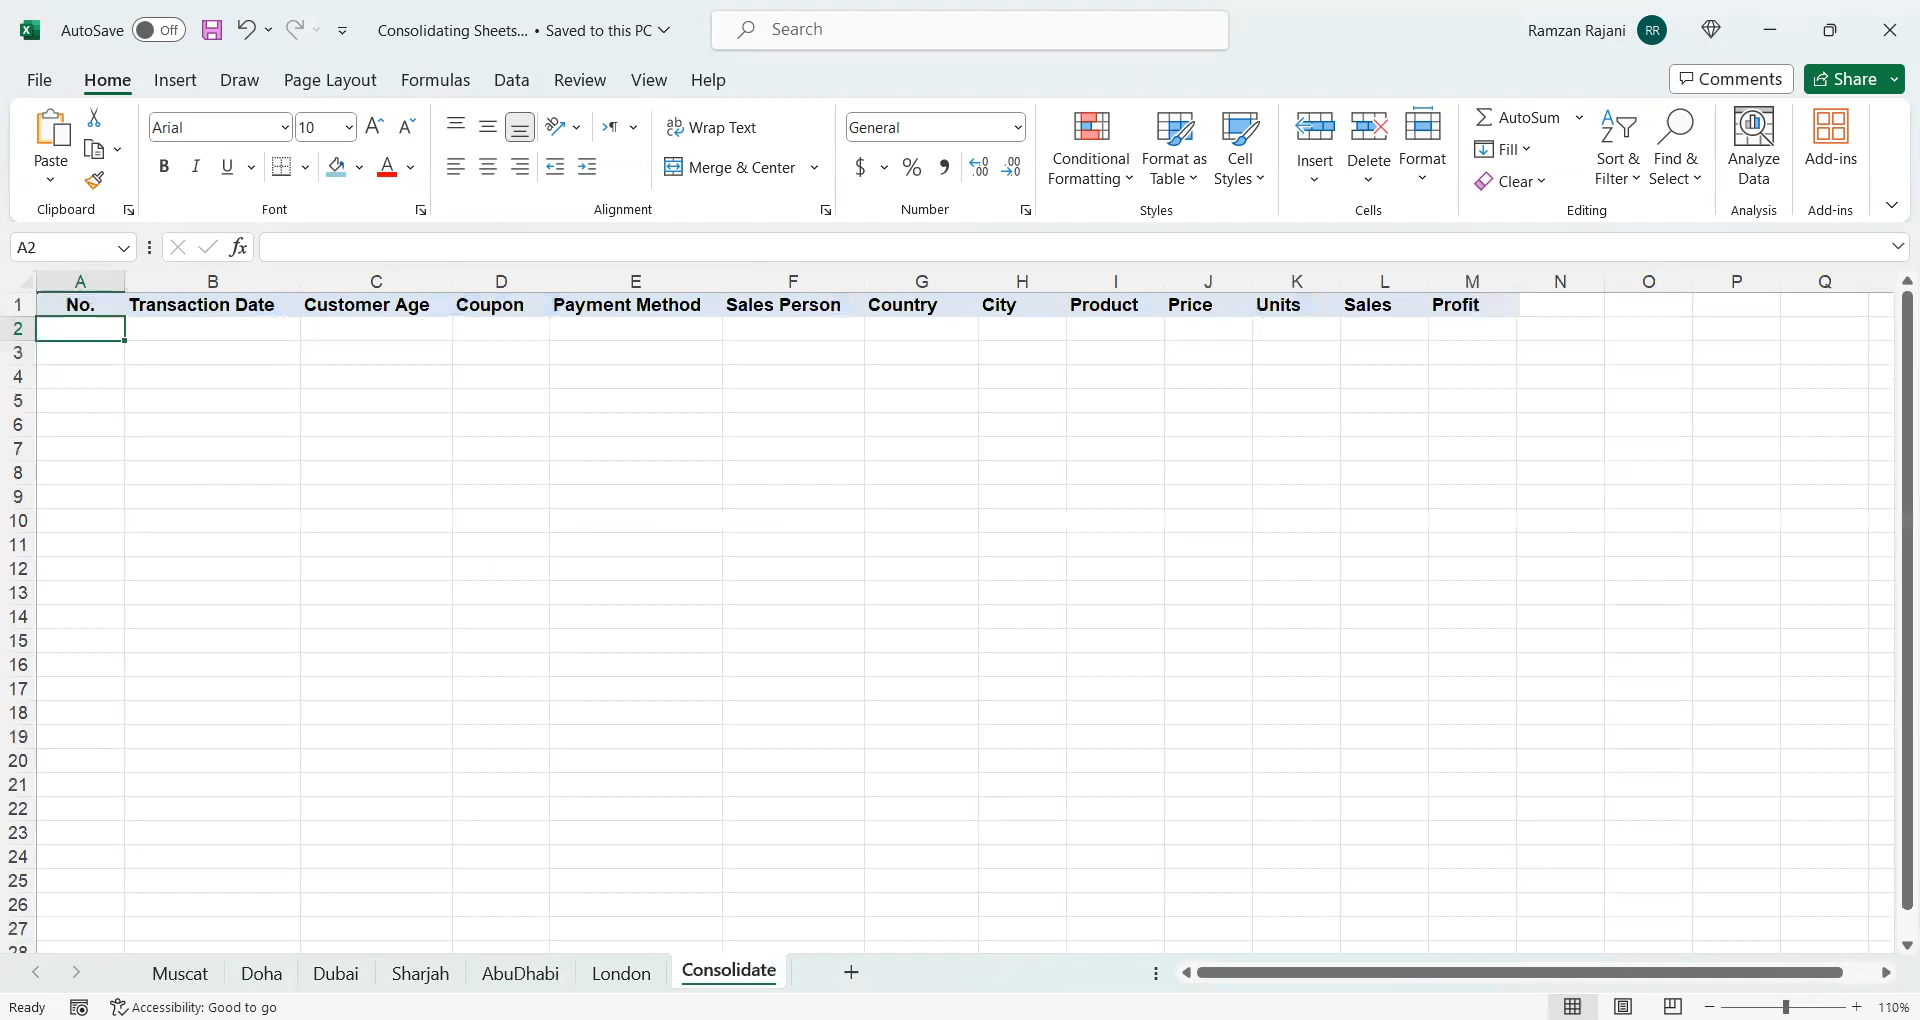 AutoSave Off Consolidating Sheets... • Saved to this PC Search Ramzan Rajani RR
File Home Insert Draw Page Layout Formulas Data Review View Help Comments Share
Paste
Clipboard
Arial 10
B I U A
Font
Wrap Text
Merge & Center
Alignment
General
$ % ,
Number
Conditional
Formatting
Format as
Table
Cell
Styles
Styles
Insert
Delete
Format
Cells
AutoSum
Fill
Clear
Sort &
Filter
Find &
Select
Editing
Analyze
Data
Analysis
Add-ins
Add-ins
A2 fx
A B C D E F G H I J K L M N O P Q
1 No. Transaction Date Customer Age Coupon Payment Method Sales Person Country City Product Price Units Sales Profit
2
3
4
5
6
7
8
9
10
11
12
13
14
15
16
17
18
19
20
21
22
23
24
25
26
27
28
Muscat Doha Dubai Sharjah AbuDhabi London Consolidate +
Ready Accessibility: Good to go 110%